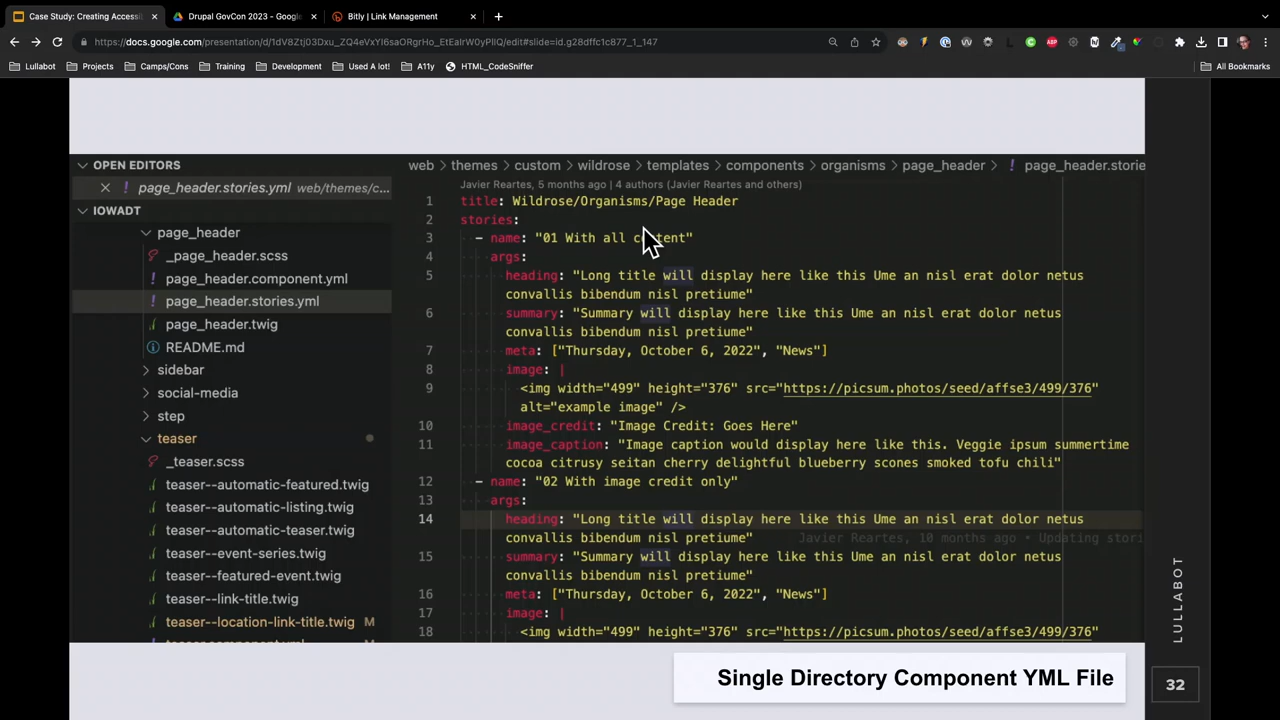 Case Study: Creating Accessi
Drupal GovCon 2023 - Google
Bitly | Link Management
https://docs.google.com/presentation/d/1dV8Ztj03Dxu_ZQ4eVxYI6saORgrHo_EtEaIrW0yPIIQ/edit#slide=id.g28dffc1c877_1_147
Lullabot
Projects
Camps/Cons
Training
Development
Used A lot!
A11y
HTML_CodeSniffer
All Bookmarks
OPEN EDITORS
page_header.stories.yml web/themes/c...
IOWADT
page_header
_page_header.scss
page_header.component.yml
page_header.stories.yml
page_header.twig
README.md
sidebar
social-media
step
teaser
_teaser.scss
teaser--automatic-featured.twig
teaser--automatic-listing.twig
teaser--automatic-teaser.twig
teaser--event-series.twig
teaser--featured-event.twig
teaser--link-title.twig
teaser--location-link-title.twig M
web > themes > custom > wildrose > templates > components > organisms > page_header > ! page_header.storie
Javier Reartes, 5 months ago | 4 authors (Javier Reartes and others)
1 title: Wildrose/Organisms/Page Header
2 stories:
3 - name: "01 With all content"
4 args:
5 heading: "Long title will display here like this Ume an nisl erat dolor netus
convallis bibendum nisl pretiume"
6 summary: "Summary will display here like this Ume an nisl erat dolor netus
convallis bibendum nisl pretiume"
7 meta: ["Thursday, October 6, 2022", "News"]
8 image: |
9 <img width="499" height="376" src="https://picsum.photos/seed/affse3/499/376"
alt="example image" />
10 image_credit: "Image Credit: Goes Here"
11 image_caption: "Image caption would display here like this. Veggie ipsum summertime
cocoa citrusy seitan cherry delightful blueberry scones smoked tofu chili"
12 - name: "02 With image credit only"
13 args:
14 heading: "Long title will display here like this Ume an nisl erat dolor netus
convallis bibendum nisl pretiume" Javier Reartes, 10 months ago • Updating stori
15 summary: "Summary will display here like this Ume an nisl erat dolor netus
convallis bibendum nisl pretiume"
16 meta: ["Thursday, October 6, 2022", "News"]
17 image: |
18 <img width="499" height="376" src="https://picsum.photos/seed/affse3/499/376"
Single Directory Component YML File
LULLABOT
32